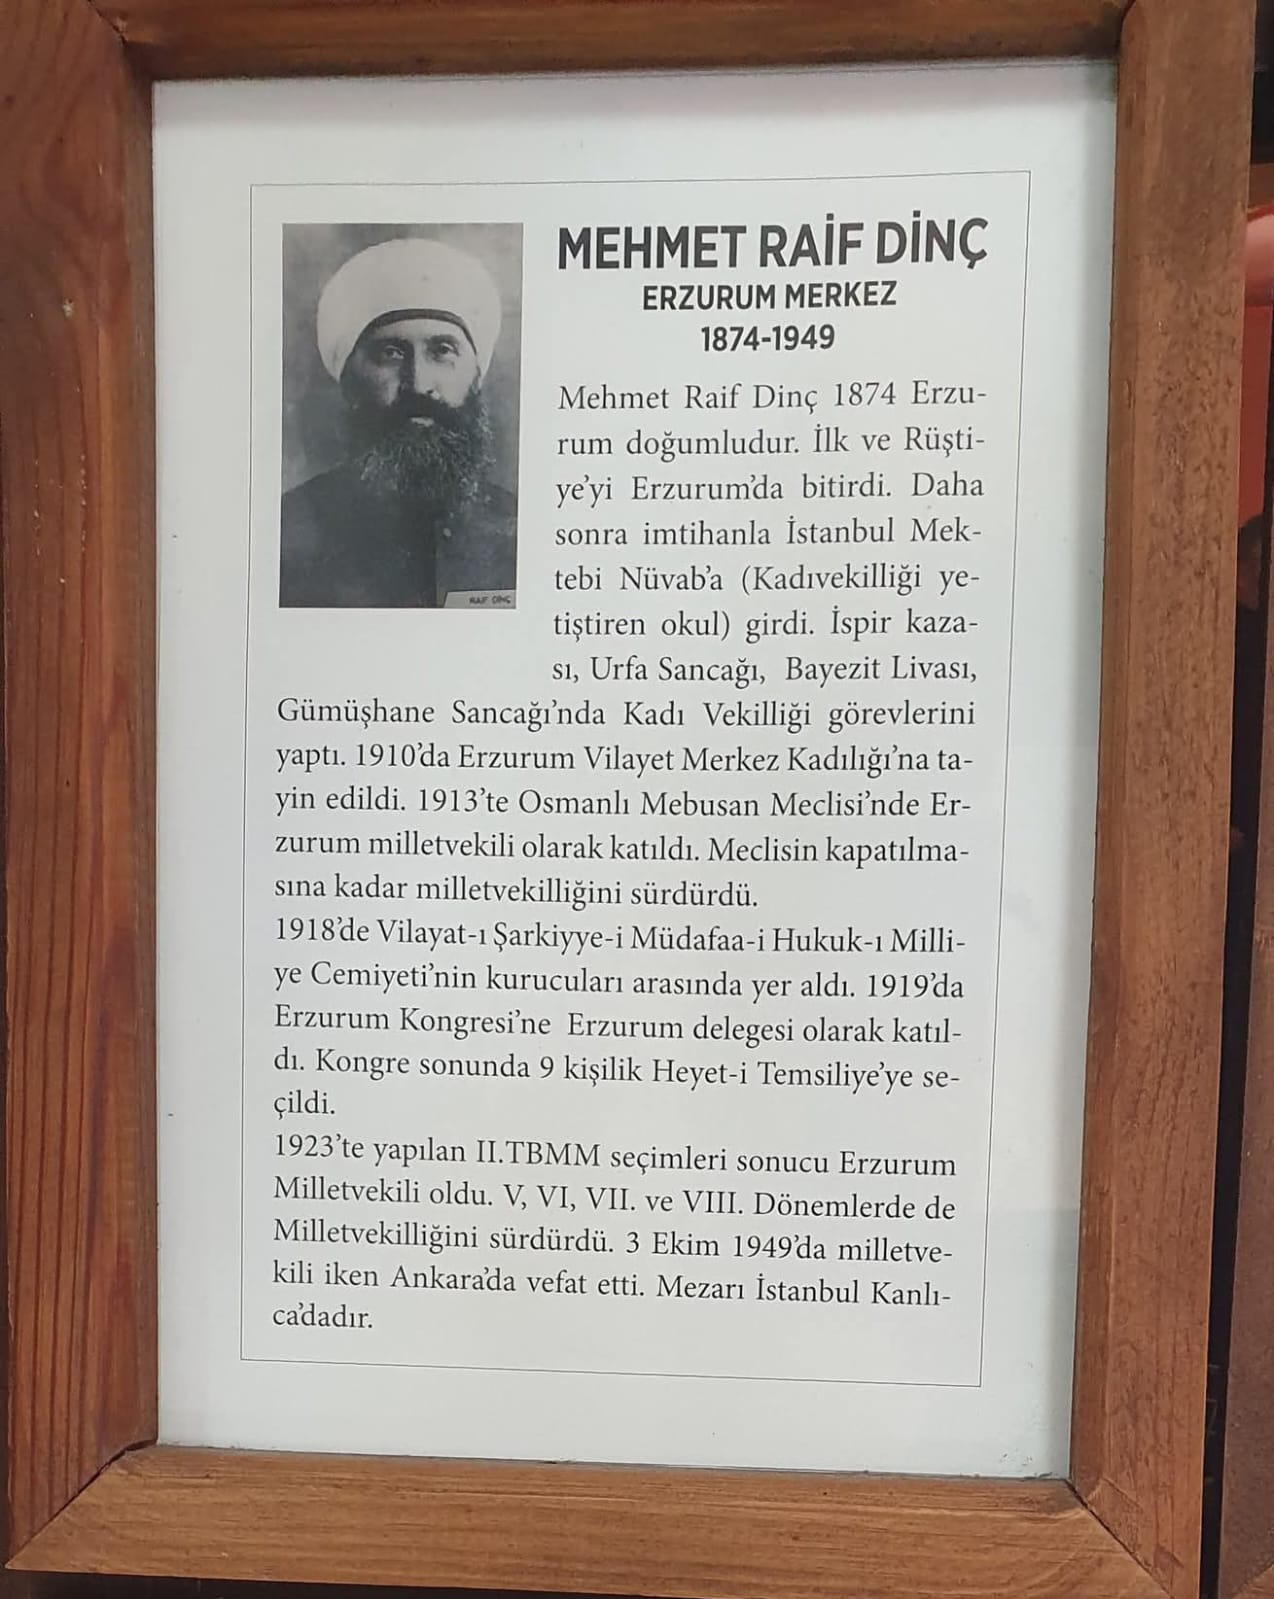 MEHMET RAİF DİNÇ
ERZURUM MERKEZ
1874-1949
RAIF DİNÇ
Mehmet Raif Dinç 1874 Erzu-
rum doğumludur. İlk ve Rüşti-
ye’yi Erzurum’da bitirdi. Daha
sonra imtihanla İstanbul Mek-
tebi Nüvab’a (Kadıvekilliği ye-
tiştiren okul) girdi. İspir kaza-
sı, Urfa Sancağı, Bayezit Livası,
Gümüşhane Sancağı’nda Kadı Vekilliği görevlerini
yaptı. 1910’da Erzurum Vilayet Merkez Kadılığı’na ta-
yin edildi. 1913’te Osmanlı Mebusan Meclisi’nde Er-
zurum milletvekili olarak katıldı. Meclisin kapatılma-
sına kadar milletvekilliğini sürdürdü.
1918’de Vilayat-ı Şarkiyye-i Müdafaa-i Hukuk-ı Milli-
ye Cemiyeti’nin kurucuları arasında yer aldı. 1919’da
Erzurum Kongresi’ne Erzurum delegesi olarak katıl-
dı. Kongre sonunda 9 kişilik Heyet-i Temsiliye’ye se-
çildi.
1923’te yapılan II.TBMM seçimleri sonucu Erzurum
Milletvekili oldu. V, VI, VII. ve VIII. Dönemlerde de
Milletvekilliğini sürdürdü. 3 Ekim 1949’da milletve-
kili iken Ankara’da vefat etti. Mezarı İstanbul Kanlı-
ca’dadır.